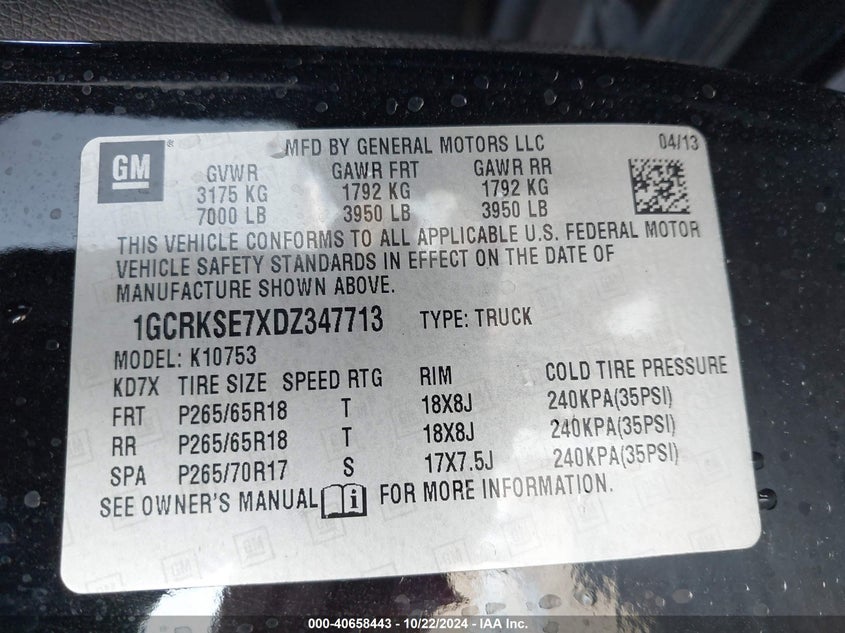 GM
®
MFD BY GENERAL MOTORS LLC 04/13
GVWR GAWR FRT GAWR RR
3175 KG 1792 KG 1792 KG
7000 LB 3950 LB 3950 LB
THIS VEHICLE CONFORMS TO ALL APPLICABLE U.S. FEDERAL MOTOR
VEHICLE SAFETY STANDARDS IN EFFECT ON THE DATE OF
MANUFACTURE SHOWN ABOVE.
1GCRKSE7XDZ347713 TYPE: TRUCK
MODEL: K10753
KD7X TIRE SIZE SPEED RTG RIM COLD TIRE PRESSURE
FRT P265/65R18 T 18X8J 240KPA(35PSI)
RR P265/65R18 T 18X8J 240KPA(35PSI)
SPA P265/70R17 S 17X7.5J 240KPA(35PSI)
SEE OWNER'S MANUAL i FOR MORE INFORMATION.
000-40658443 - 10/22/2024 - IAA Inc.